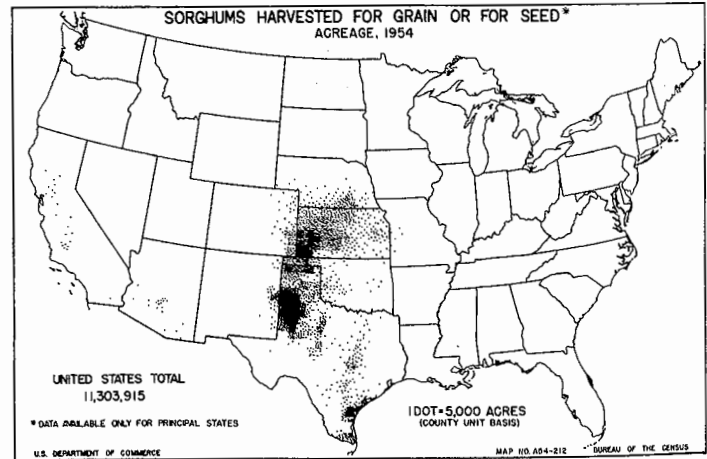 SORGHUMS HARVESTED FOR GRAIN OR FOR SEED*
ACREAGE, 1954
UNITED STATES TOTAL
11,303,915
* DATA AVAILABLE ONLY FOR PRINCIPAL STATES
1 DOT=5,000 ACRES
(COUNTY UNIT BASIS)
U.S. DEPARTMENT OF COMMERCE
MAP NO. A54-212
BUREAU OF THE CENSUS